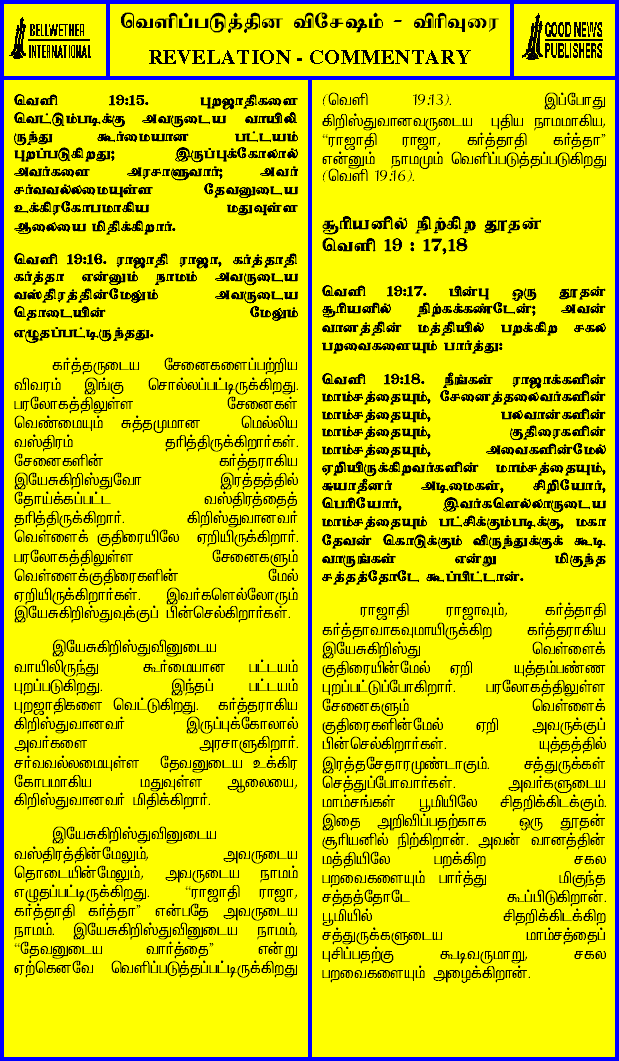 BELLWETHER
INTERNATIONAL
வெளிப்படுத்தின விசேஷம் - விரிவுரை
REVELATION - COMMENTARY
GOOD NEWS
PUBLISHERS
வெளி 19:15. புறஜாதிகளை
வெட்டும்படிக்கு அவருடைய வாயிலி
ருந்து கூர்மையான பட்டயம்
புறப்படுகிறது; இருப்புக்கோலால்
அவர்களை அரசாளுவார்; அவர்
சர்வவல்லமையுள்ள தேவனுடைய
உக்கிரகோபமாகிய மதுவுள்ள
ஆலையை மிதிக்கிறார்.
வெளி 19:16. ராஜாதி ராஜா, கர்த்தாதி
கர்த்தா என்னும் நாமம் அவருடைய
வஸ்திரத்தின்மேலும் அவருடைய
தொடையின் மேலும்
எழுதப்பட்டிருந்தது.
கர்த்தருடைய சேனைகளைப்பற்றிய
விவரம் இங்கு சொல்லப்பட்டிருக்கிறது.
பரலோகத்திலுள்ள சேனைகள்
வெண்மையும் சுத்தமுமான மெல்லிய
வஸ்திரம் தரித்திருக்கிறார்கள்.
சேனைகளின் கர்த்தராகிய
இயேசுகிறிஸ்துவோ இரத்தத்தில்
தோய்க்கப்பட்ட வஸ்திரத்தைத்
தரித்திருக்கிறார். கிறிஸ்துவானவர்
வெள்ளைக் குதிரையிலே ஏறியிருக்கிறார்.
பரலோகத்திலுள்ள சேனைகளும்
வெள்ளைக்குதிரைகளின் மேல்
ஏறியிருக்கிறார்கள். இவர்களெல்லோரும்
இயேசுகிறிஸ்துவுக்குப் பின்செல்கிறார்கள்.
இயேசுகிறிஸ்துவினுடைய
வாயிலிருந்து கூர்மையான பட்டயம்
புறப்படுகிறது. இந்தப் பட்டயம்
புறஜாதிகளை வெட்டுகிறது. கர்த்தராகிய
கிறிஸ்துவானவர் இருப்புக்கோலால்
அவர்களை அரசாளுகிறார்.
சர்வவல்லமையுள்ள தேவனுடைய உக்கிர
கோபமாகிய மதுவுள்ள ஆலையை,
கிறிஸ்துவானவர் மிதிக்கிறார்.
இயேசுகிறிஸ்துவினுடைய
வஸ்திரத்தின்மேலும், அவருடைய
தொடையின்மேலும், அவருடைய நாமம்
எழுதப்பட்டிருக்கிறது. “ராஜாதி ராஜா,
கர்த்தாதி கர்த்தா” என்பதே அவருடைய
நாமம். இயேசுகிறிஸ்துவினுடைய நாமம்,
“தேவனுடைய வார்த்தை” என்று
ஏற்கெனவே வெளிப்படுத்தப்பட்டிருக்கிறது
(வெளி 19:13). இப்போது
கிறிஸ்துவானவருடைய புதிய நாமமாகிய,
“ராஜாதி ராஜா, கர்த்தாதி கர்த்தா”
என்னும் நாமமும் வெளிப்படுத்தப்படுகிறது
(வெளி 19:16).
சூரியனில் நிற்கிற தூதன்
வெளி 19 : 17,18
வெளி 19:17. பின்பு ஒரு தூதன்
சூரியனில் நிற்கக்கண்டேன்; அவன்
வானத்தின் மத்தியில் பறக்கிற சகல
பறவைகளையும் பார்த்து:
வெளி 19:18. நீங்கள் ராஜாக்களின்
மாம்சத்தையும், சேனைத்தலைவர்களின்
மாம்சத்தையும், பலவான்களின்
மாம்சத்தையும், குதிரைகளின்
மாம்சத்தையும், அவைகளின்மேல்
ஏறியிருக்கிறவர்களின் மாம்சத்தையும்,
சுயாதீனர் அடிமைகள், சிறியோர்,
பெரியோர், இவர்களெல்லாருடைய
மாம்சத்தையும் பட்சிக்கும்படிக்கு, மகா
தேவன் கொடுக்கும் விருந்துக்குக் கூடி
வாருங்கள் என்று மிகுந்த
சத்தத்தோடே கூப்பிட்டான்.
ராஜாதி ராஜாவும், கர்த்தாதி
கர்த்தாவாகவுமாயிருக்கிற கர்த்தராகிய
இயேசுகிறிஸ்து வெள்ளைக்
குதிரையின்மேல் ஏறி யுத்தம்பண்ண
புறப்பட்டுப்போகிறார். பரலோகத்திலுள்ள
சேனைகளும் வெள்ளைக்
குதிரைகளின்மேல் ஏறி அவருக்குப்
பின்செல்கிறார்கள். யுத்தத்தில்
இரத்தசேதாரமுண்டாகும். சத்துருக்கள்
செத்துப்போவார்கள். அவர்களுடைய
மாம்சங்கள் பூமியிலே சிதறிக்கிடக்கும்.
இதை அறிவிப்பதற்காக ஒரு தூதன்
சூரியனில் நிற்கிறான். அவன் வானத்தின்
மத்தியிலே பறக்கிற சகல
பறவைகளையும் பார்த்து மிகுந்த
சத்தத்தோடே கூப்பிடுகிறான்.
பூமியில் சிதறிக்கிடக்கிற
சத்துருக்களுடைய மாம்சத்தைப்
புசிப்பதற்கு கூடிவருமாறு, சகல
பறவைகளையும் அழைக்கிறான்.